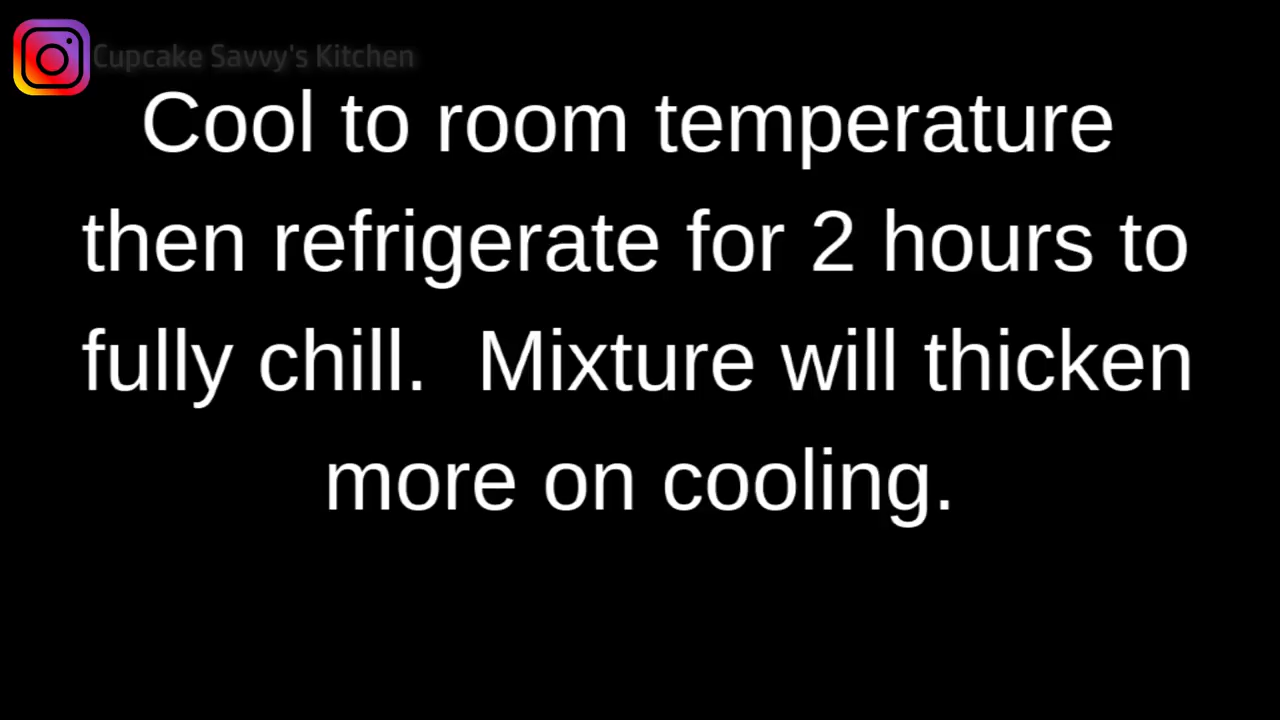 Cupcake Savvy's Kitchen
Cool to room temperature
then refrigerate for 2 hours to
fully chill.  Mixture will thicken
more on cooling.